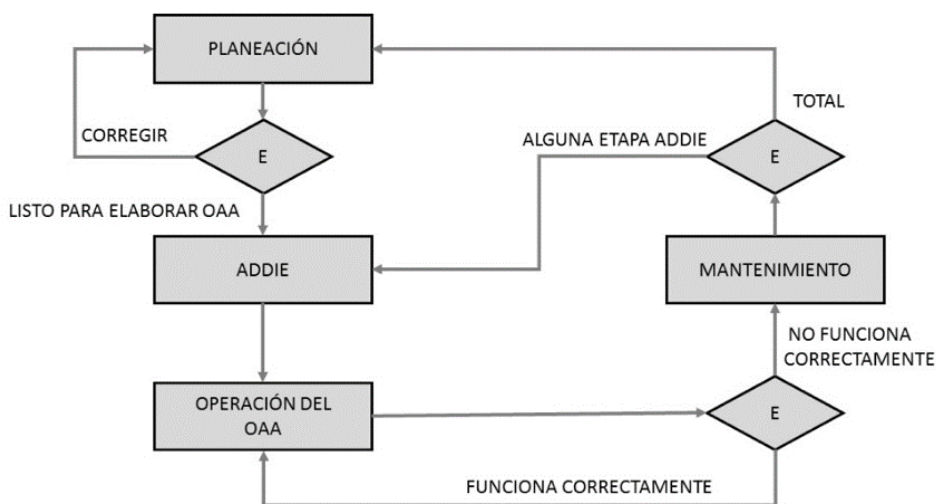 PLANEACIÓN
TOTAL
CORREGIR
ALGUNA ETAPA ADDIE
E
E
LISTO PARA ELABORAR OAA
ADDIE
MANTENIMIENTO
NO FUNCIONA
CORRECTAMENTE
OPERACIÓN DEL
OAA
E
FUNCIONA CORRECTAMENTE